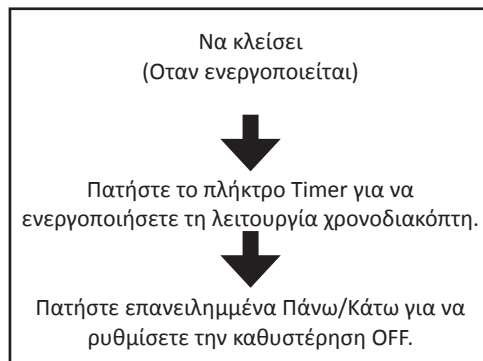 Να κλείσει
(Οταν ενεργοποιείται)
Πατήστε το πλήκτρο Timer για να
ενεργοποιήσετε τη λειτουργία χρονοδιακόπτη.
Πατήστε επανειλημμένα Πάνω/Κάτω για να
ρυθμίσετε την καθυστέρηση OFF.